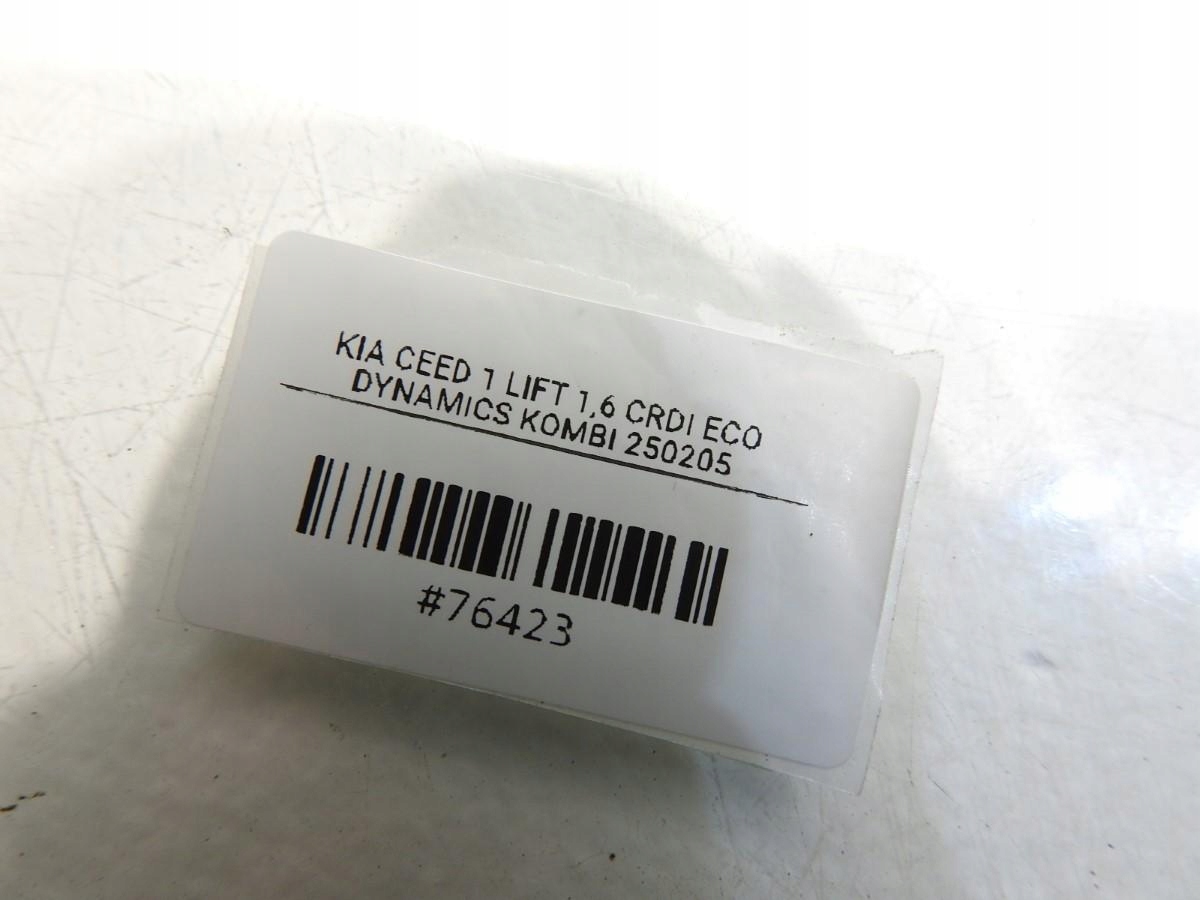 KIA CEED 1 LIFT 1,6 CRDI ECO
DYNAMICS KOMBI 250205
#76423